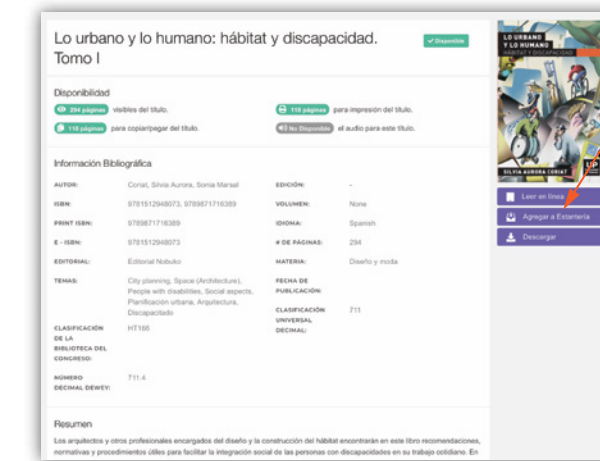 Lo urbano y lo humano: hábitat y discapacidad.
Tomo I
Disponible
Disponibilidad
294 páginas visibles del título.
118 páginas para impresión del título.
118 páginas para copiar/pegar del título.
No Disponible el audio para este título.
Información Bibliográfica
AUTOR: Coriat, Silvia Aurora, Sonia Marsel
ISBN: 9781512948073, 9789871716389
PRINT ISBN: 9789871716389
E - ISBN: 9781512948073
EDITORIAL: Editorial Nobuko
TEMAS: City planning, Space (Architecture),
People with disabilities, Social aspects,
Planificación urbana, Arquitectura,
Discapacitado
CLASIFICACIÓN HT166
DE LA
BIBLIOTECA DEL
CONGRESO:
NÚMERO 711.4
DECIMAL DEWEY:
EDICIÓN: -
VOLUMEN: None
IDIOMA: Spanish
# DE PÁGINAS: 294
MATERIA: Diseño y moda
FECHA DE
PUBLICACIÓN:
CLASIFICACIÓN 711
UNIVERSAL
DECIMAL:
Resumen
Los arquitectos y otros profesionales encargados del diseño y la construcción del hábitat encontrarán en este libro recomendaciones,
normativas y procedimientos útiles para facilitar la integración social de las personas con discapacidades en su trabajo cotidiano. En
LO URBANO
Y LO HUMANO
HÁBITAT Y DISCAPACIDAD
SILVIA AURORA CORIAT
UP
Leer en línea
Agregar a Estantería
Descargar